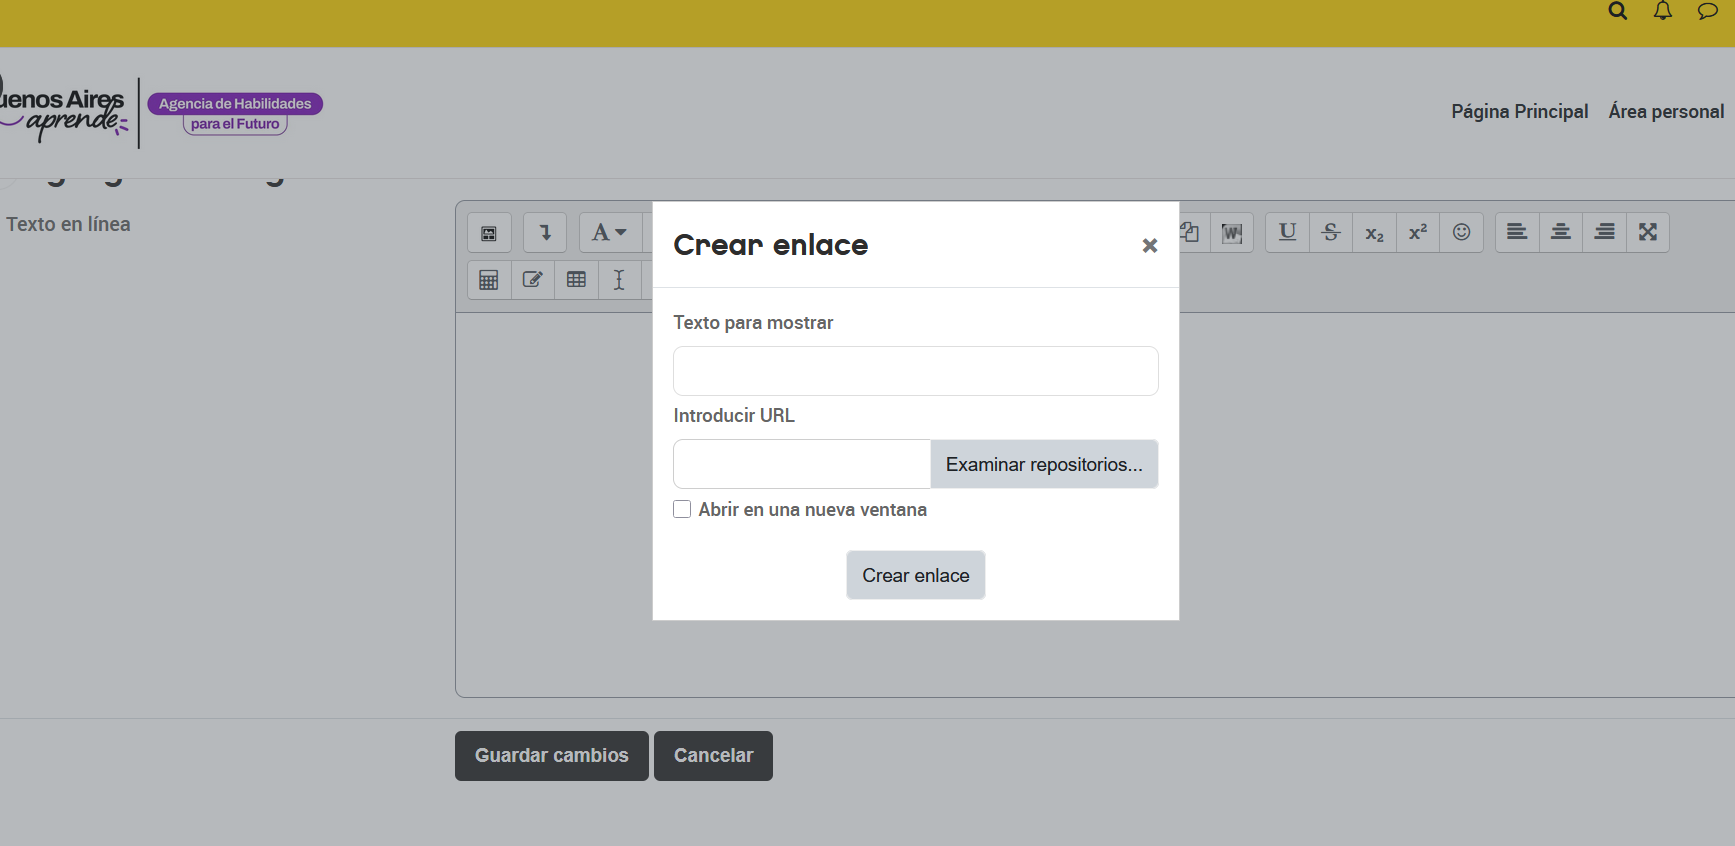 Buenos Aires
aprende
Agencia de Habilidades
para el Futuro
Página Principal
Área personal
Texto en línea
Crear enlace
Texto para mostrar
Introducir URL
Examinar repositorios...
Abrir en una nueva ventana
Crear enlace
Guardar cambios
Cancelar